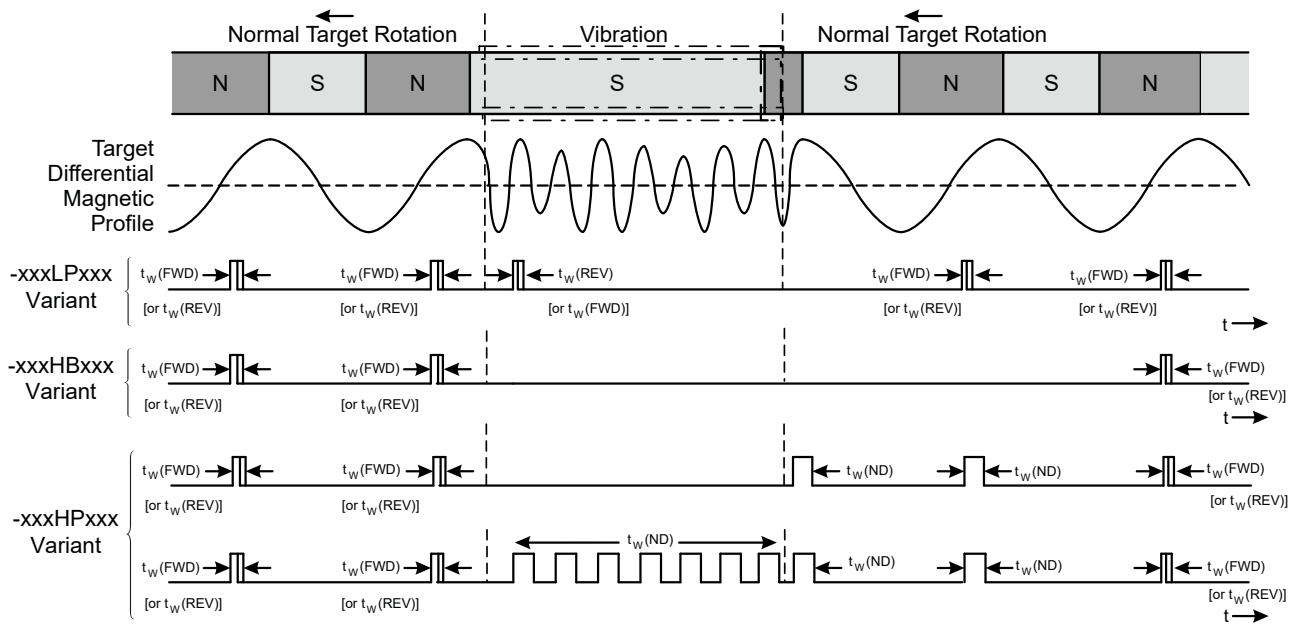 Normal Target Rotation Vibration Normal Target Rotation
N S N S S N S N
Target
Differential
Magnetic
Profile
-xxxLPxxx
Variant
tW(FWD) tW(FWD) tW(REV) tW(FWD) tW(FWD)
[or tW(REV)] [or tW(REV)] [or tW(FWD)] [or tW(REV)] [or tW(REV)]
t
-xxxHBxxx
Variant
tW(FWD) tW(FWD) tW(FWD)
[or tW(REV)] [or tW(REV)] [or tW(REV)]
t
-xxxHPxxx
Variant
tW(FWD) tW(FWD) tW(ND) tW(ND) tW(FWD)
[or tW(REV)] [or tW(REV)] [or tW(REV)]
tW(ND)
tW(FWD) tW(FWD) tW(ND) tW(ND) tW(FWD)
[or tW(REV)] [or tW(REV)] [or tW(REV)]
t